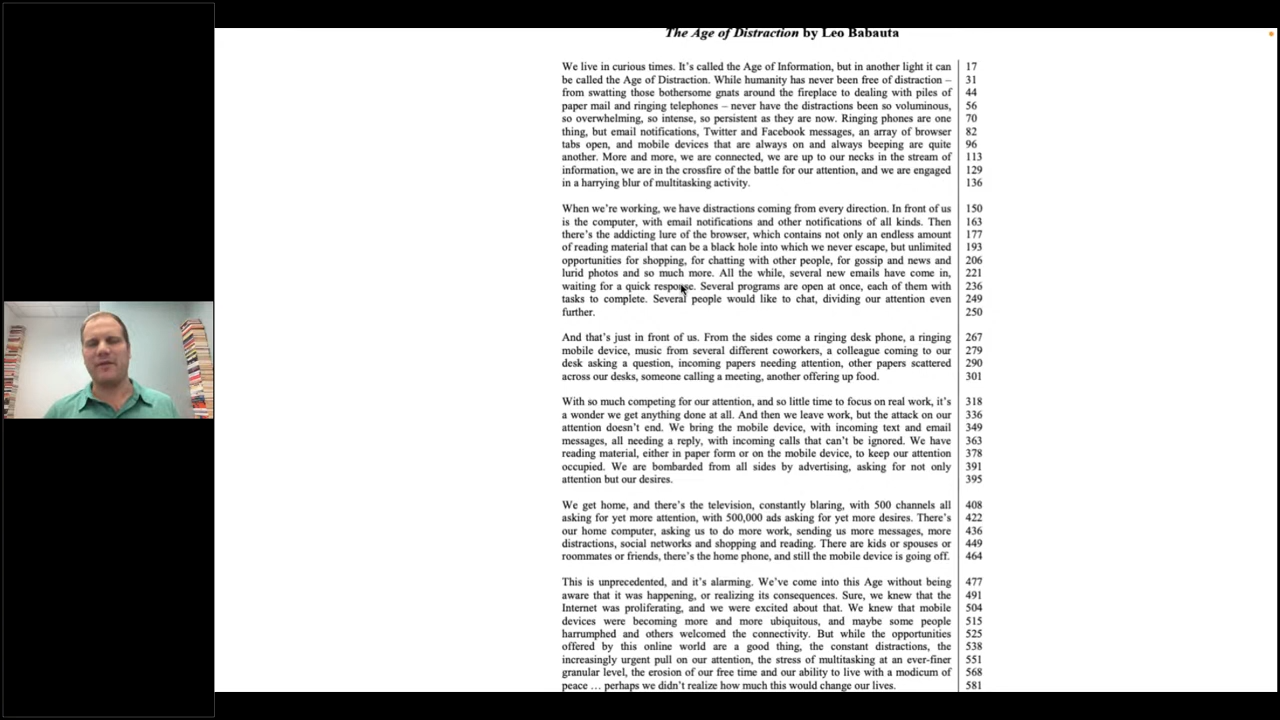 The Age of Distraction by Leo Babauta
We live in curious times. It's called the Age of Information, but in another light it can 17
be called the Age of Distraction. While humanity has never been free of distraction – 31
from swatting those bothersome gnats around the fireplace to dealing with piles of 44
paper mail and ringing telephones – never have the distractions been so voluminous, 56
so overwhelming, so intense, so persistent as they are now. Ringing phones are one 70
thing, but email notifications, Twitter and Facebook messages, an array of browser 82
tabs open, and mobile devices that are always on and always beeping are quite 96
another. More and more, we are connected, we are up to our necks in the stream of 113
information, we are in the crossfire of the battle for our attention, and we are engaged 129
in a harrying blur of multitasking activity. 136
When we're working, we have distractions coming from every direction. In front of us 150
is the computer, with email notifications and other notifications of all kinds. Then 163
there's the addicting lure of the browser, which contains not only an endless amount 177
of reading material that can be a black hole into which we never escape, but unlimited 193
opportunities for shopping, for chatting with other people, for gossip and news and 206
lurid photos and so much more. All the while, several new emails have come in, 221
waiting for a quick response. Several programs are open at once, each of them with 236
tasks to complete. Several people would like to chat, dividing our attention even 249
further. 250
And that's just in front of us. From the sides come a ringing desk phone, a ringing 267
mobile device, music from several different coworkers, a colleague coming to our 279
desk asking a question, incoming papers needing attention, other papers scattered 290
across our desks, someone calling a meeting, another offering up food. 301
With so much competing for our attention, and so little time to focus on real work, it's 318
a wonder we get anything done at all. And then we leave work, but the attack on our 336
attention doesn't end. We bring the mobile device, with incoming text and email 349
messages, all needing a reply, with incoming calls that can't be ignored. We have 363
reading material, either in paper form or on the mobile device, to keep our attention 378
occupied. We are bombarded from all sides by advertising, asking for not only 391
attention but our desires. 395
We get home, and there's the television, constantly blaring, with 500 channels all 408
asking for yet more attention, with 500,000 ads asking for yet more desires. There's 422
our home computer, asking us to do more work, sending us more messages, more 436
distractions, social networks and shopping and reading. There are kids or spouses or 449
roommates or friends, there's the home phone, and still the mobile device is going off. 464
This is unprecedented, and it's alarming. We've come into this Age without being 477
aware that it was happening, or realizing its consequences. Sure, we knew that the 491
Internet was proliferating, and we were excited about that. We knew that mobile 504
devices were becoming more and more ubiquitous, and maybe some people 515
harrumphed and others welcomed the connectivity. But while the opportunities 525
offered by this online world are a good thing, the constant distractions, the 538
increasingly urgent pull on our attention, the stress of multitasking at an ever-finer 551
granular level, the erosion of our free time and our ability to live with a modicum of 568
peace … perhaps we didn't realize how much this would change our lives. 581